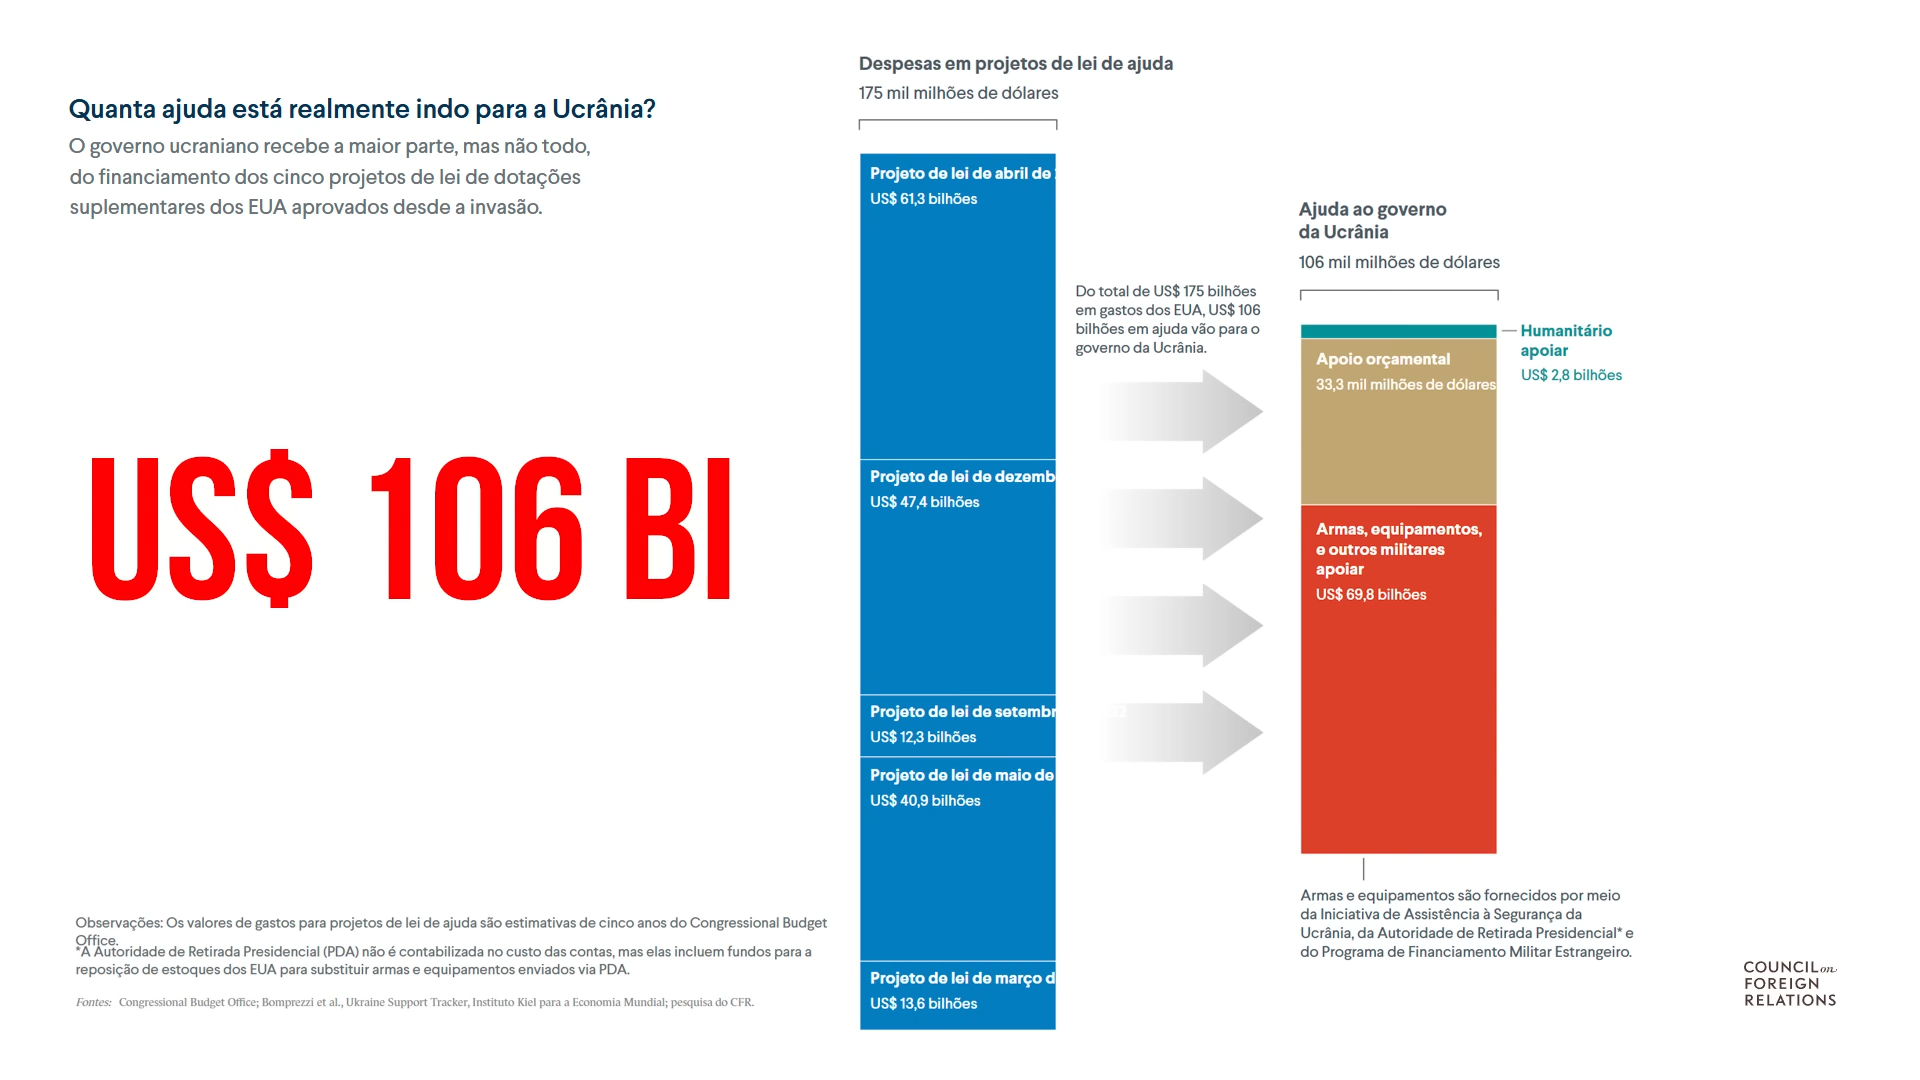 Quanta ajuda está realmente indo para a Ucrânia?
O governo ucraniano recebe a maior parte, mas não todo,
do financiamento dos cinco projetos de lei de dotações
suplementares dos EUA aprovados desde a invasão.
US$ 106 BI
Observações: Os valores de gastos para projetos de lei de ajuda são estimativas de cinco anos do Congressional Budget
Office.
*A Autoridade de Retirada Presidencial (PDA) não é contabilizada no custo das contas, mas elas incluem fundos para a
reposição de estoques dos EUA para substituir armas e equipamentos enviados via PDA.
Fontes: Congressional Budget Office; Bomprezzi et al., Ukraine Support Tracker, Instituto Kiel para a Economia Mundial; pesquisa do CFR.
Despesas em projetos de lei de ajuda
175 mil milhões de dólares
Projeto de lei de abril de
US$ 61,3 bilhões
Projeto de lei de dezemb
US$ 47,4 bilhões
Projeto de lei de setembr
US$ 12,3 bilhões
Projeto de lei de maio de
US$ 40,9 bilhões
Projeto de lei de março d
US$ 13,6 bilhões
Do total de US$ 175 bilhões
em gastos dos EUA, US$ 106
bilhões em ajuda vão para o
governo da Ucrânia.
Ajuda ao governo
da Ucrânia
106 mil milhões de dólares
Humanitário
apoiar
US$ 2,8 bilhões
Apoio orçamental
33,3 mil milhões de dólares
Armas, equipamentos,
e outros militares
apoiar
US$ 69,8 bilhões
Armas e equipamentos são fornecidos por meio
da Iniciativa de Assistência à Segurança da
Ucrânia, da Autoridade de Retirada Presidencial* e
do Programa de Financiamento Militar Estrangeiro.
COUNCIL on
FOREIGN
RELATIONS